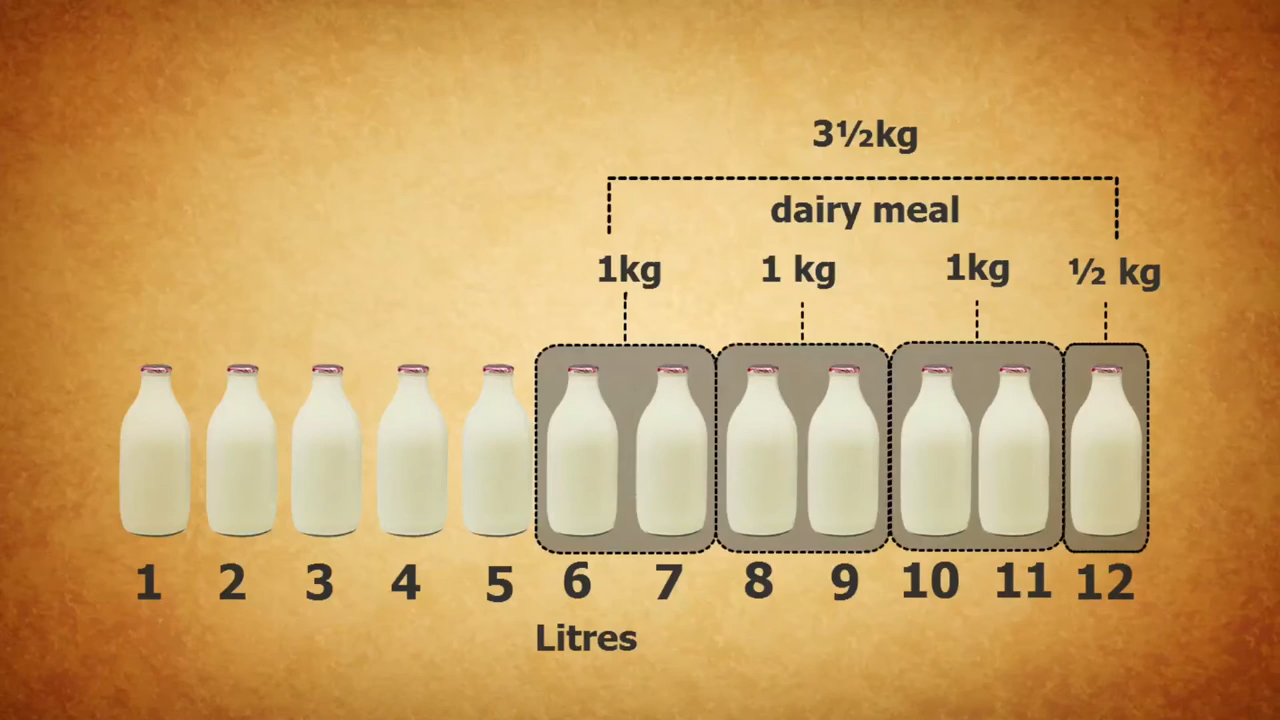 3½kg
dairy meal
1kg 1 kg 1kg ½ kg
1 2 3 4 5 6 7 8 9 10 11 12
Litres